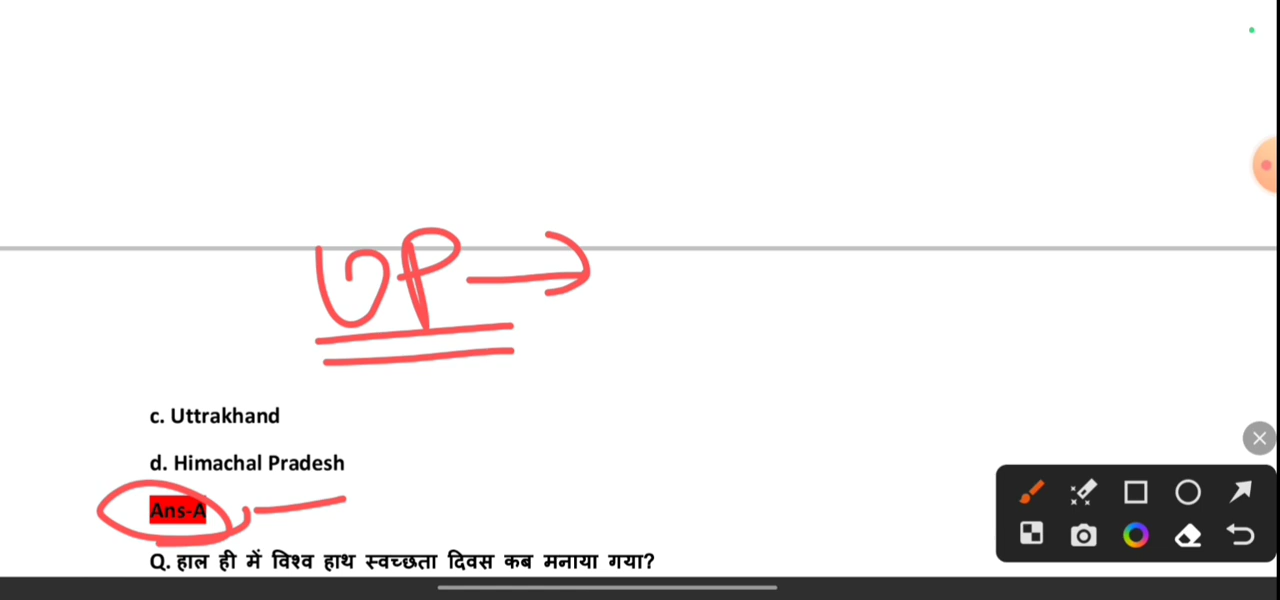 UP
c. Uttrakhand
d. Himachal Pradesh
Ans-A
Q. हाल ही में विश्व हाथ स्वच्छता दिवस कब मनाया गया?